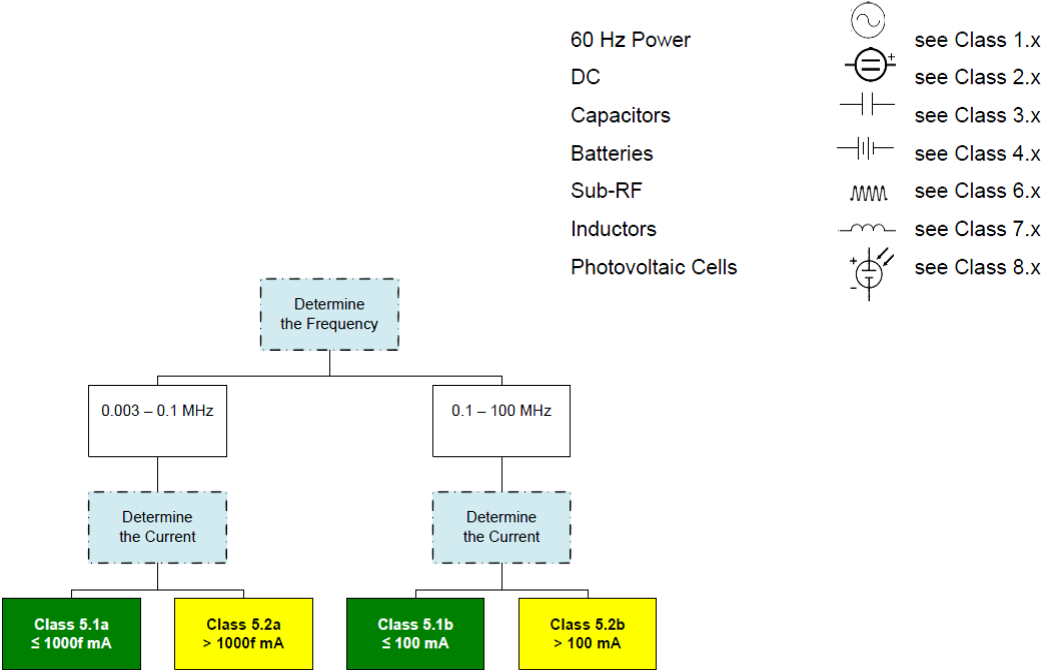 60 Hz Power see Class 1.x
DC + see Class 2.x
Capacitors see Class 3.x
Batteries see Class 4.x
Sub-RF see Class 6.x
Inductors see Class 7.x
Photovoltaic Cells + - see Class 8.x
Determine
the Frequency
0.003 – 0.1 MHz
0.1 – 100 MHz
Determine
the Current
Determine
the Current
Class 5.1a
≤ 1000f mA
Class 5.2a
> 1000f mA
Class 5.1b
≤ 100 mA
Class 5.2b
> 100 mA